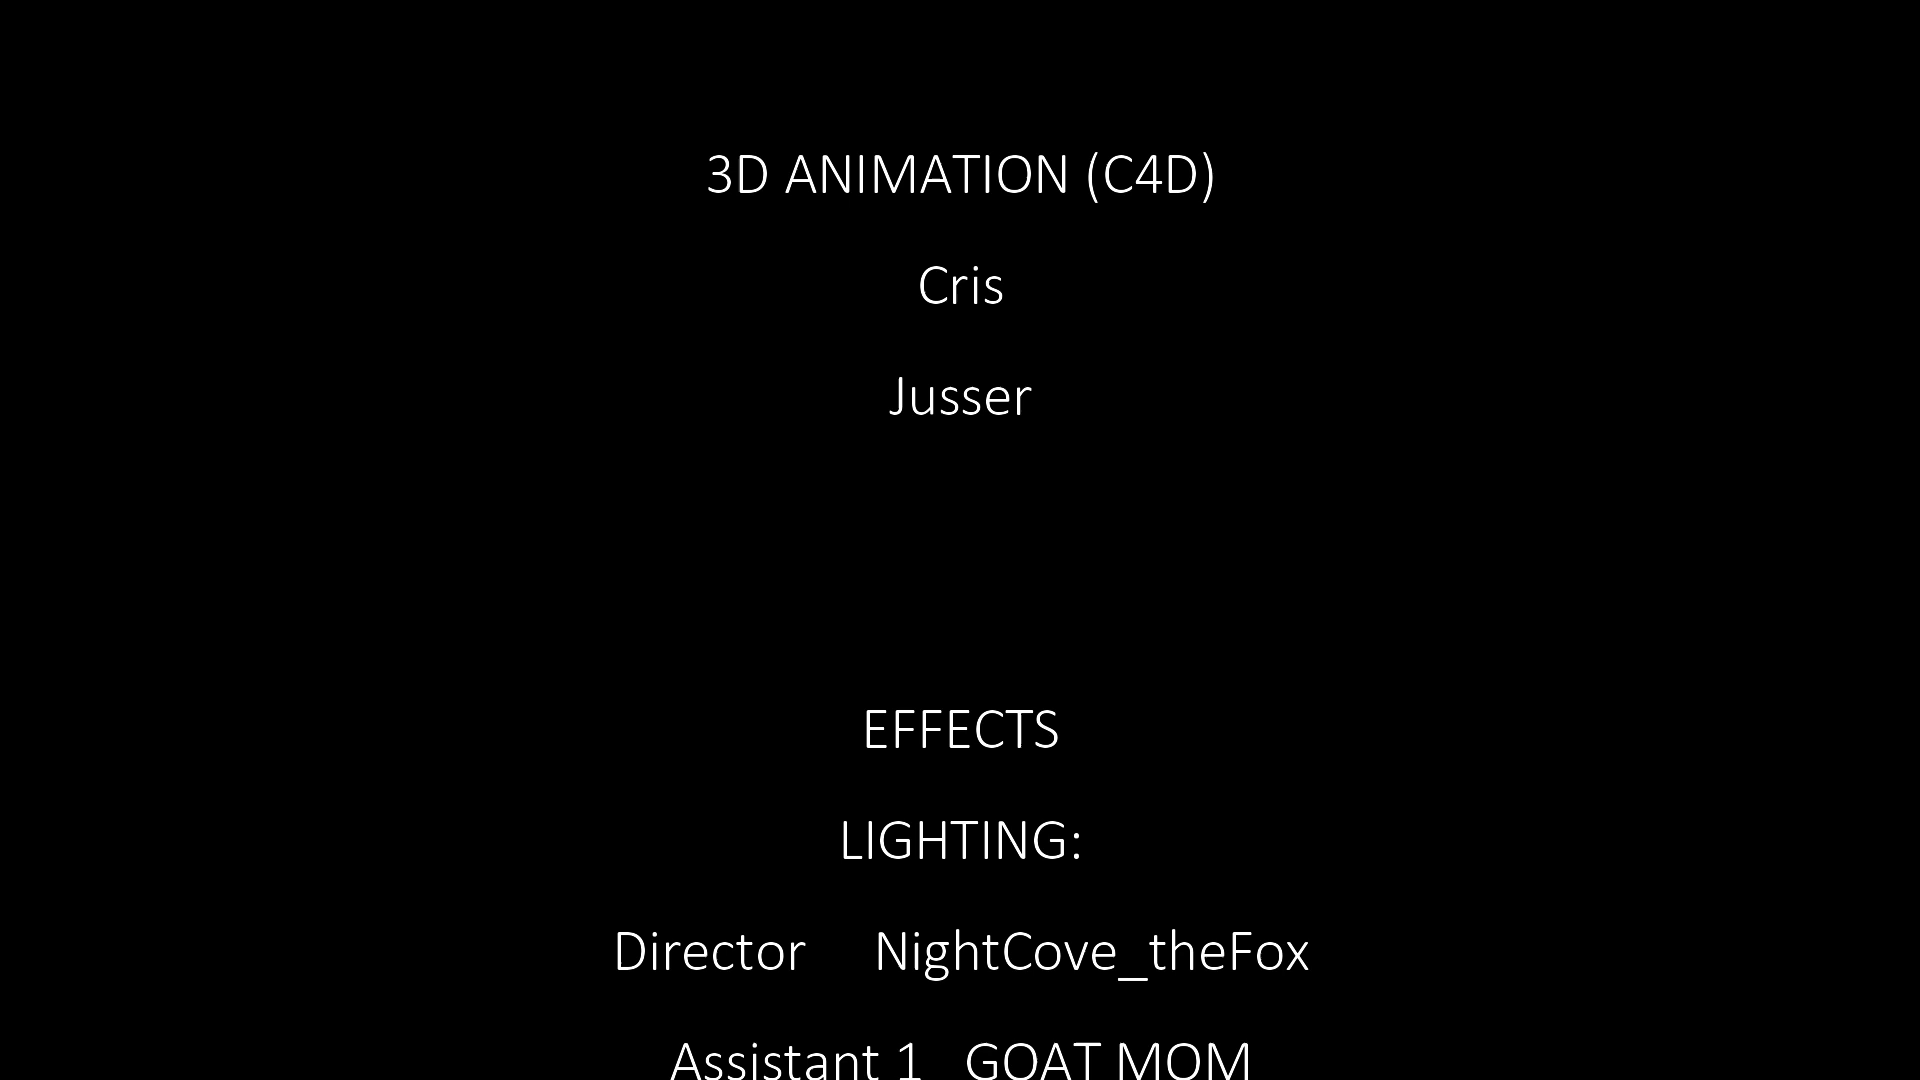 3D ANIMATION (C4D)
Cris
Jusser
EFFECTS
LIGHTING:
Director NightCove_theFox
Assistant 1 GOAT MOM